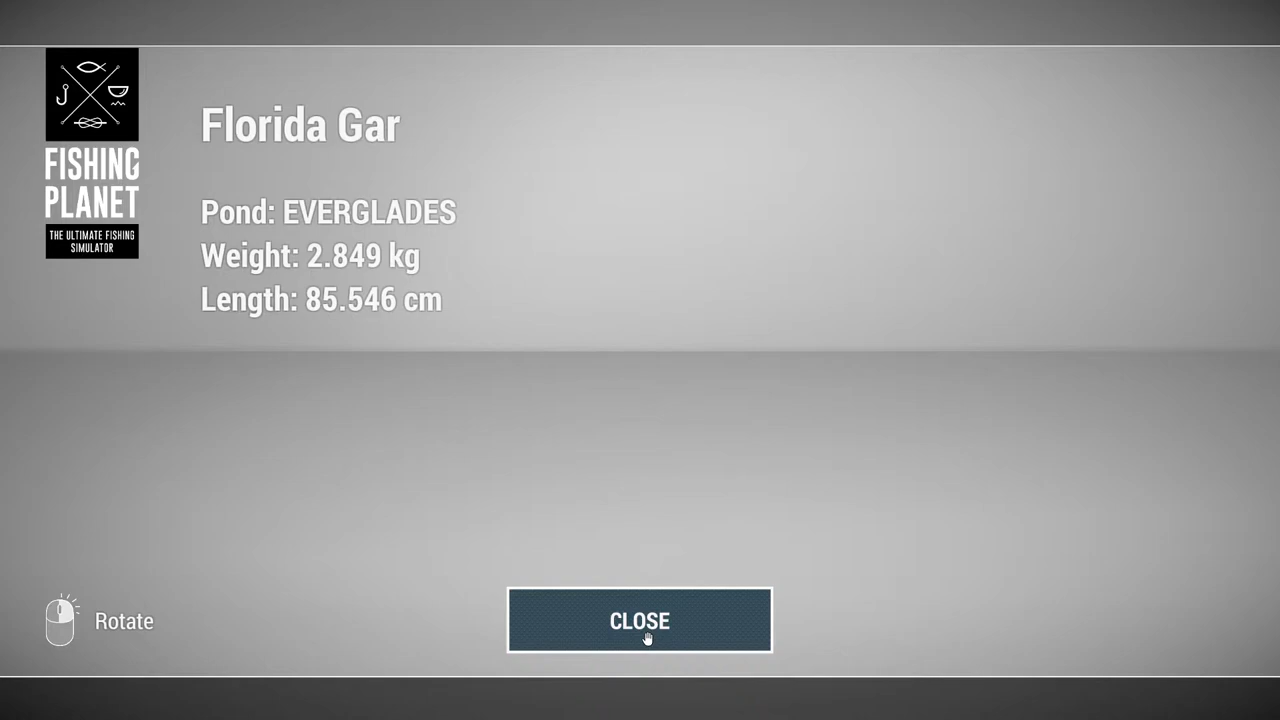 FISHING
PLANET
THE ULTIMATE FISHING
SIMULATOR
Florida Gar
Pond: EVERGLADES
Weight: 2.849 kg
Length: 85.546 cm
Rotate
CLOSE